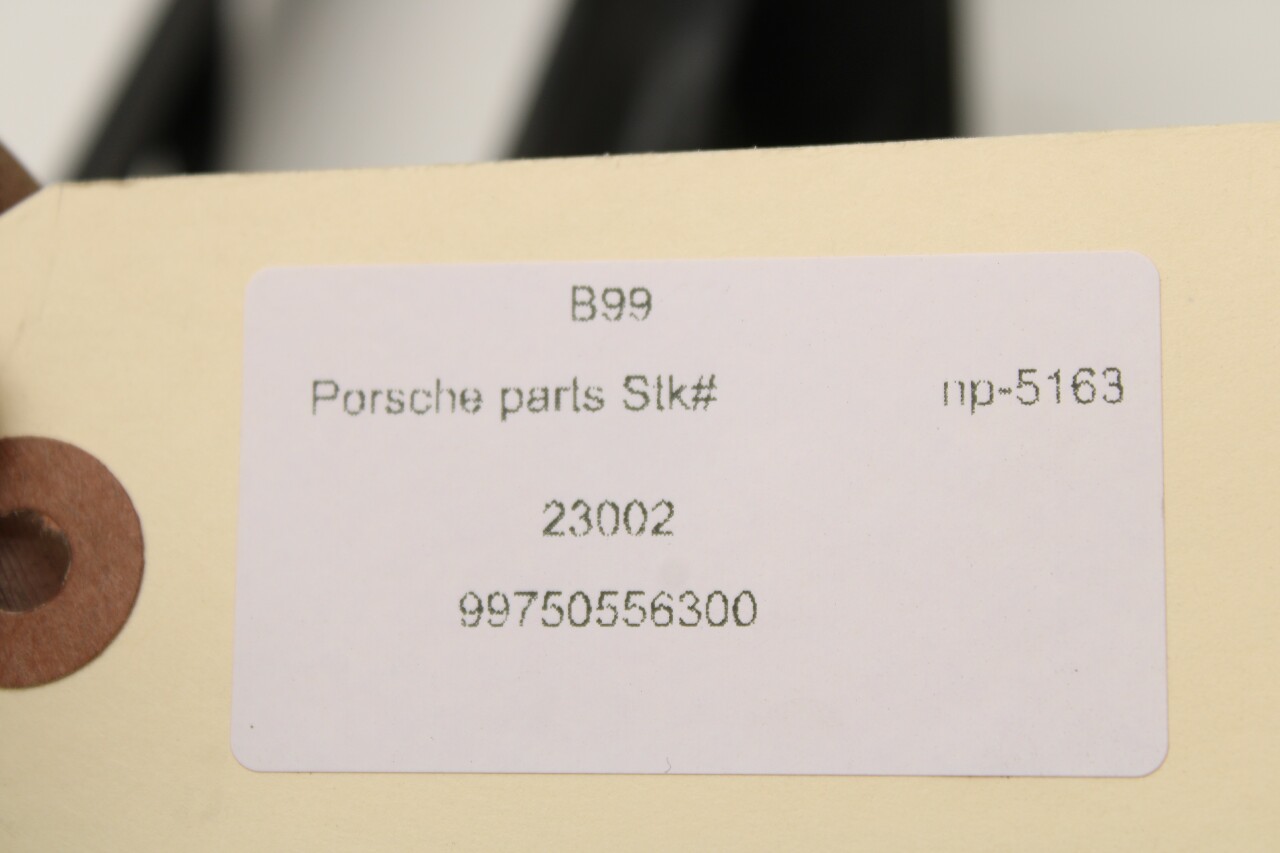 B99
Porsche parts Stk# np-5163
23002
99750556300